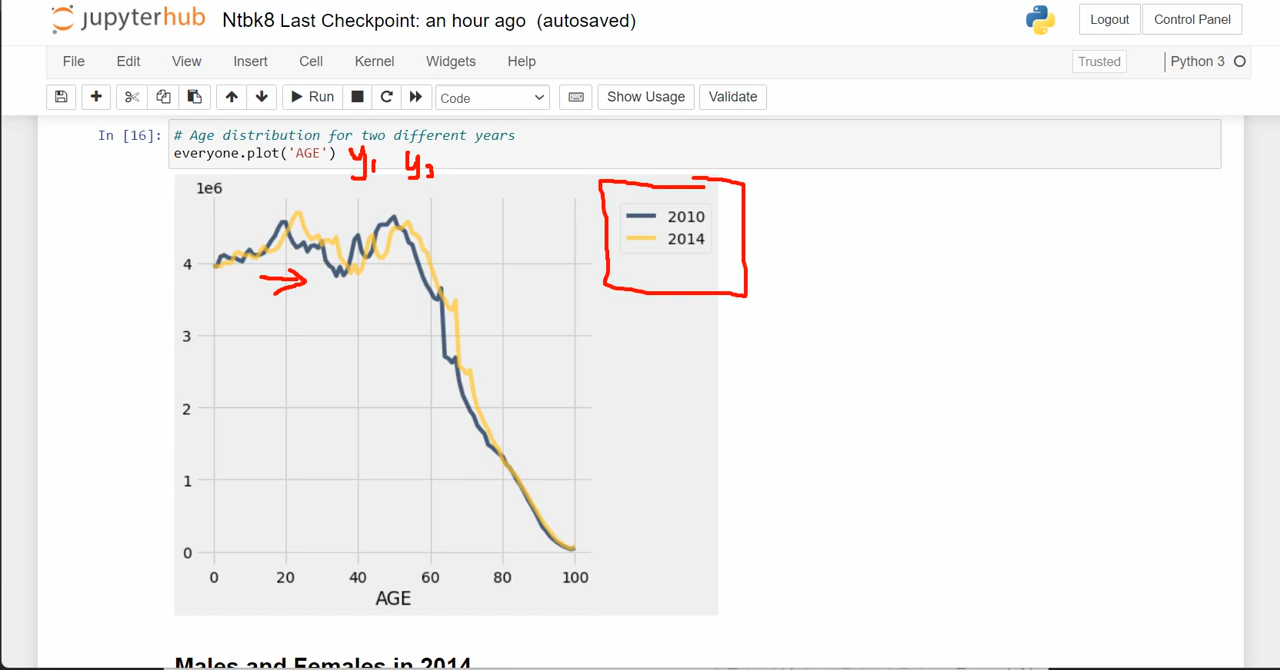 jupyterhub Ntbk8 Last Checkpoint: an hour ago (autosaved) Logout Control Panel
File Edit View Insert Cell Kernel Widgets Help Trusted Python 3
Run Code Show Usage Validate
In [16]: # Age distribution for two different years
everyone.plot('AGE') y1 y2
1e6
2010
2014
4
3
2
1
0
0 20 40 60 80 100
AGE
Males and Females in 2014